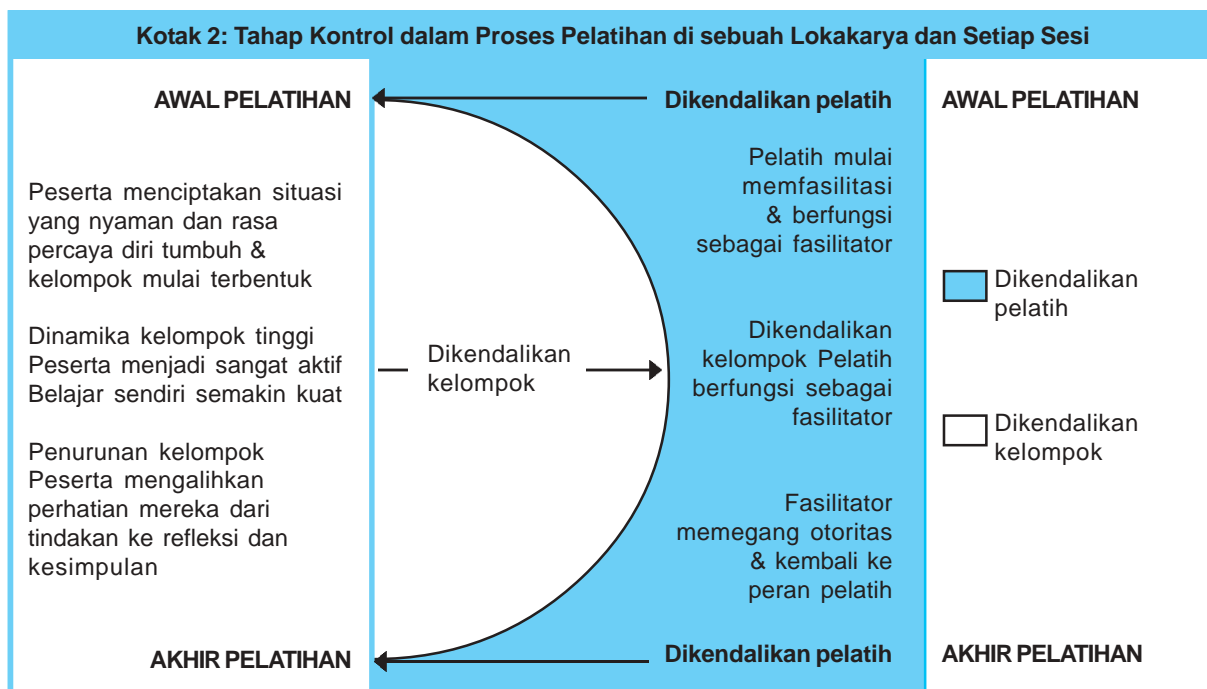 Kotak 2: Tahap Kontrol dalam Proses Pelatihan di sebuah Lokakarya dan Setiap Sesi
AWAL PELATIHAN
Peserta menciptakan situasi
yang nyaman dan rasa
percaya diri tumbuh &
kelompok mulai terbentuk
Dinamika kelompok tinggi
Peserta menjadi sangat aktif
Belajar sendiri semakin kuat
Penurunan kelompok
Peserta mengalihkan
perhatian mereka dari
tindakan ke refleksi dan
kesimpulan
AKHIR PELATIHAN
Dikendalikan
kelompok
Dikendalikan pelatih
Pelatih mulai
memfasilitasi
& berfungsi
sebagai fasilitator
Dikendalikan
kelompok Pelatih
berfungsi sebagai
fasilitator
Fasilitator
memegang otoritas
& kembali ke
peran pelatih
Dikendalikan pelatih
AWAL PELATIHAN
Dikendalikan
pelatih
Dikendalikan
kelompok
AKHIR PELATIHAN